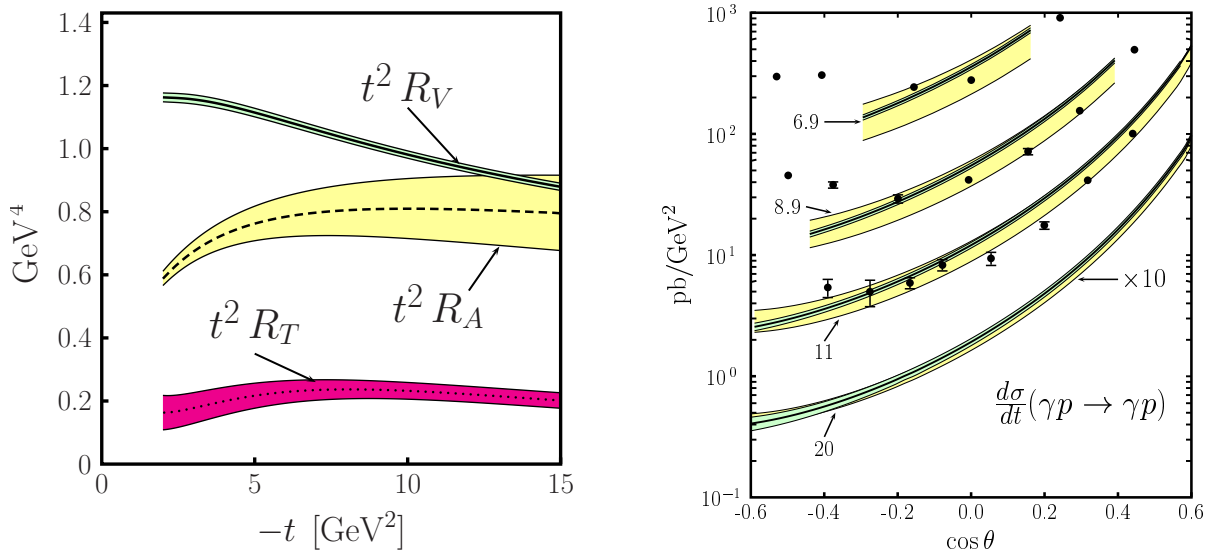 1.4
1.2
1.0
0.8
0.6
0.4
0.2
0
GeV⁴
t² R_V
t² R_A
t² R_T
0 5 10 15
−t [GeV²]
10³
10²
10¹
10⁰
10⁻¹
pb/GeV²
6.9
8.9
11
20
×10
dσ/dt(γp → γp)
-0.6 -0.4 -0.2 0.0 0.2 0.4 0.6
cos θ